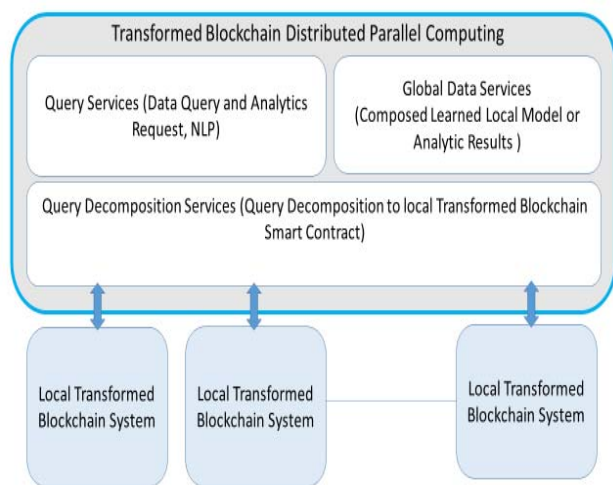 Transformed Blockchain Distributed Parallel Computing
Query Services (Data Query and Analytics
Request, NLP)
Global Data Services
(Composed Learned Local Model or
Analytic Results )
Query Decomposition Services (Query Decomposition to local Transformed Blockchain
Smart Contract)
Local Transformed
Blockchain System
Local Transformed
Blockchain System
Local Transformed
Blockchain System